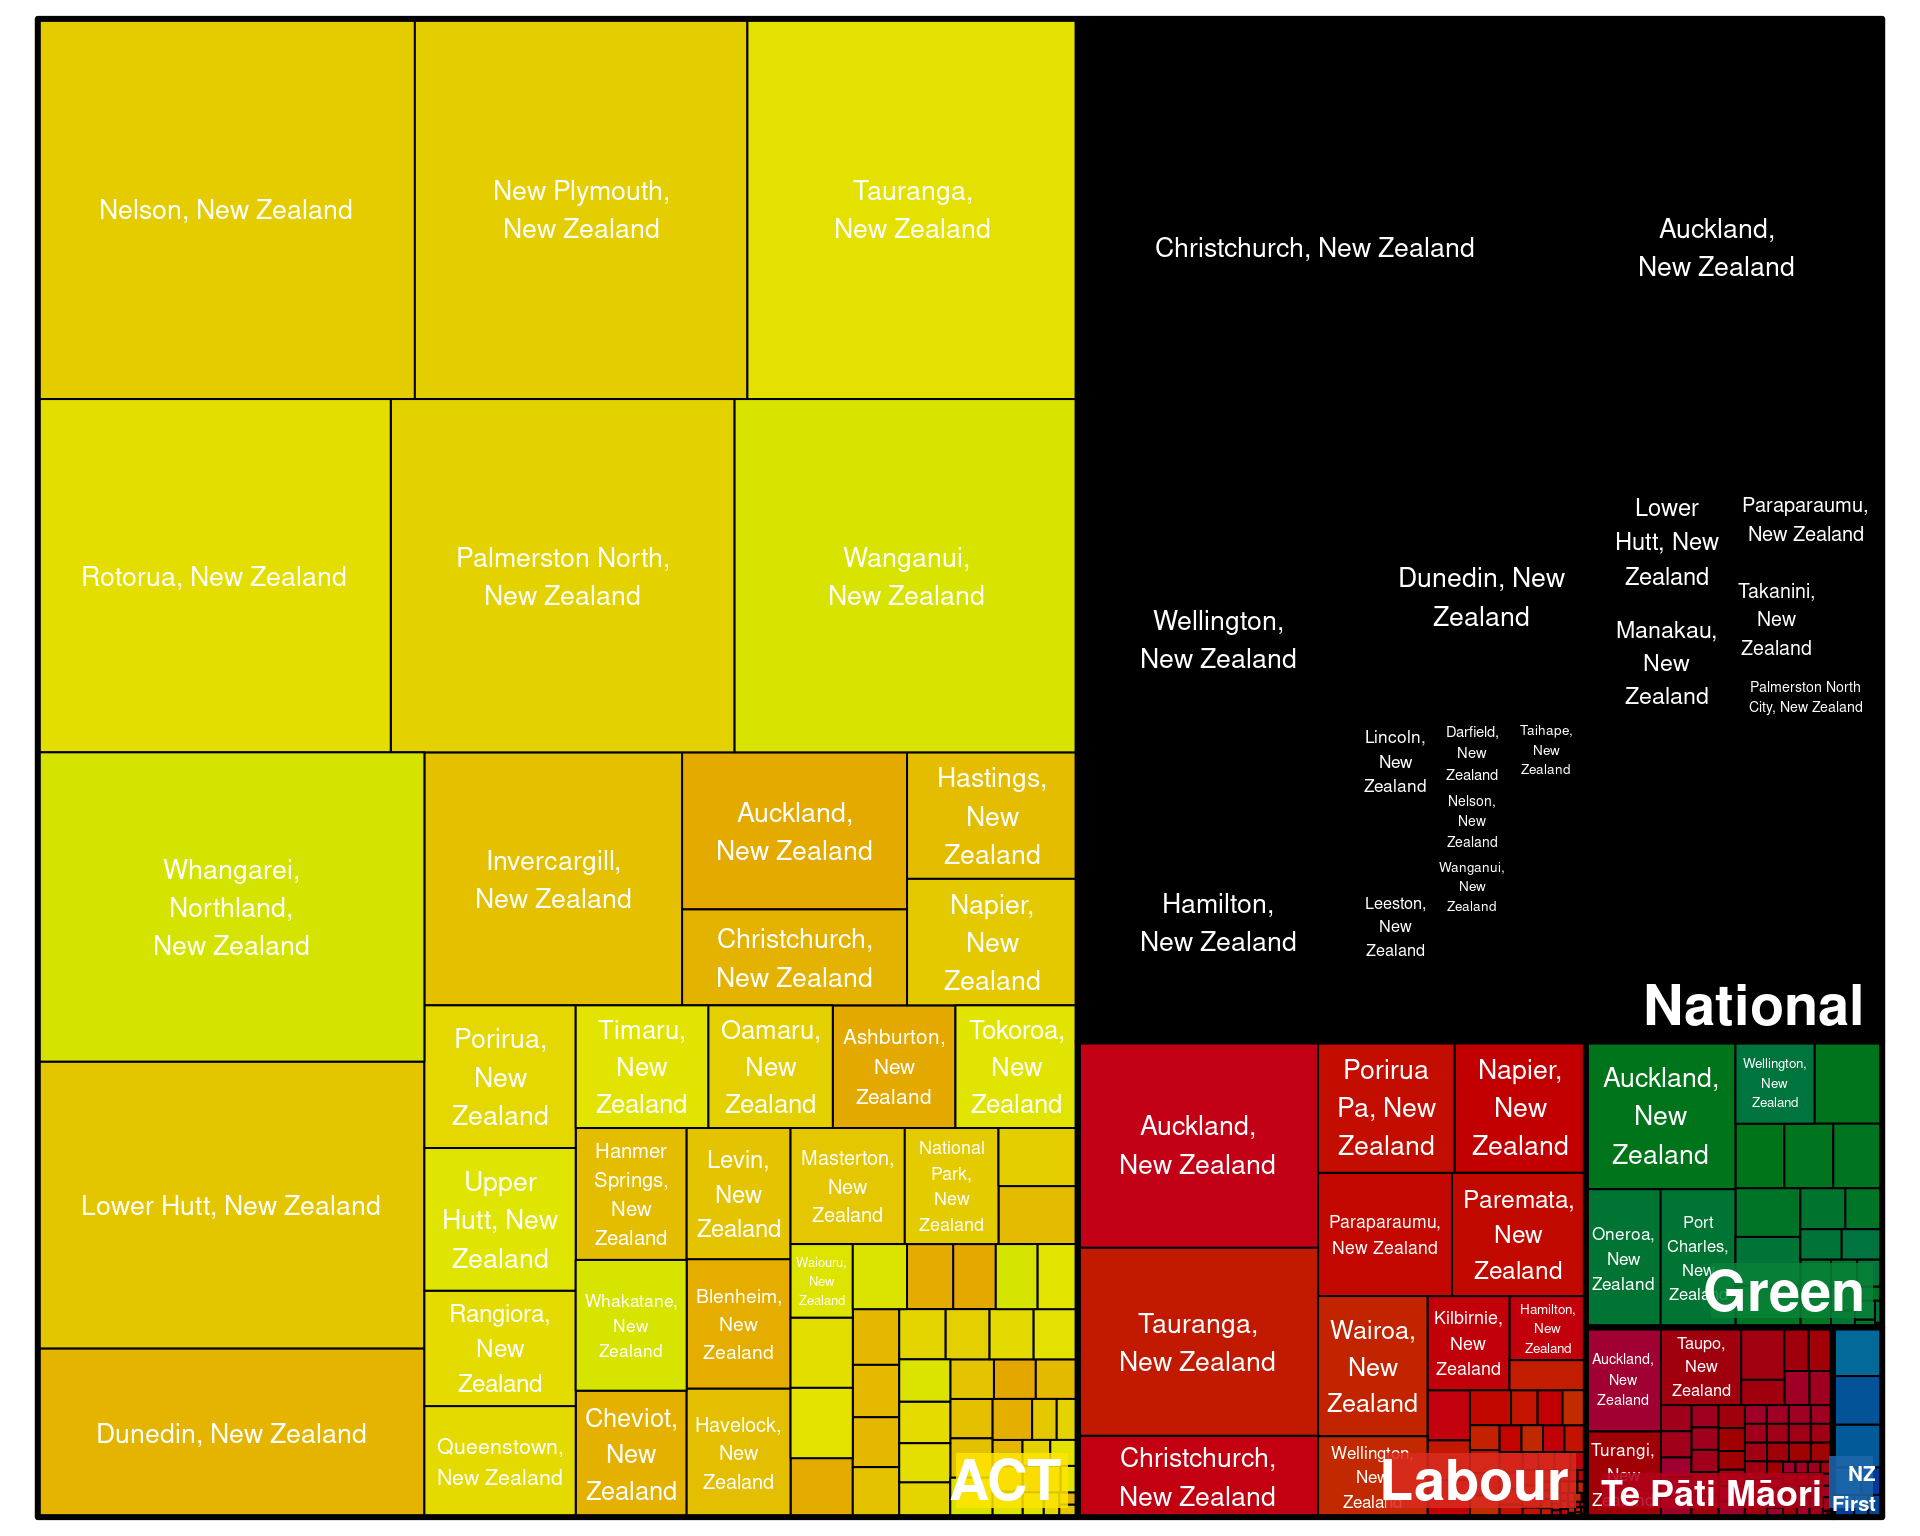 Nelson, New Zealand
New Plymouth,
New Zealand
Tauranga,
New Zealand
Rotorua, New Zealand
Palmerston North,
New Zealand
Wanganui,
New Zealand
Whangarei,
Northland,
New Zealand
Lower Hutt, New Zealand
Dunedin, New Zealand
Invercargill,
New Zealand
Auckland,
New Zealand
Christchurch,
New Zealand
Hastings,
New
Zealand
Napier,
New
Zealand
Porirua,
New
Zealand
Upper
Hutt, New
Zealand
Rangiora,
New
Zealand
Queenstown,
New Zealand
Timaru,
New
Zealand
Oamaru,
New
Zealand
Ashburton,
New
Zealand
Tokoroa,
New
Zealand
Hanmer
Springs,
New
Zealand
Whakatane,
New
Zealand
Cheviot,
New
Zealand
Levin,
New
Zealand
Blenheim,
New
Zealand
Havelock,
New
Zealand
Masterton,
New
Zealand
National
Park,
New
Zealand
Waiouru,
New
Zealand
ACT
Christchurch, New Zealand
Auckland,
New Zealand
Wellington,
New Zealand
Hamilton,
New Zealand
Dunedin, New
Zealand
Lincoln,
New
Zealand
Leeston,
New
Zealand
Darfield,
New
Zealand
Nelson,
New
Zealand
Wanganui,
New
Zealand
Taihape,
New
Zealand
Lower
Hutt, New
Zealand
Manakau,
New
Zealand
Paraparaumu,
New Zealand
Takanini,
New
Zealand
Palmerston North
City, New Zealand
National
Auckland,
New Zealand
Tauranga,
New Zealand
Christchurch,
New Zealand
Porirua
Pa, New
Zealand
Napier,
New
Zealand
Paraparaumu,
New Zealand
Paremata,
New
Zealand
Wairoa,
New
Zealand
Kilbirnie,
New
Zealand
Hamilton,
New
Zealand
Wellington,
New
Zealand
Labour
Auckland,
New
Zealand
Wellington,
New
Zealand
Oneroa,
New
Zealand
Port
Charles,
New
Zealand
Green
Auckland,
New
Zealand
Taupo,
New
Zealand
Turangi,
New
Zealand
Te Pāti Māori
NZ
First